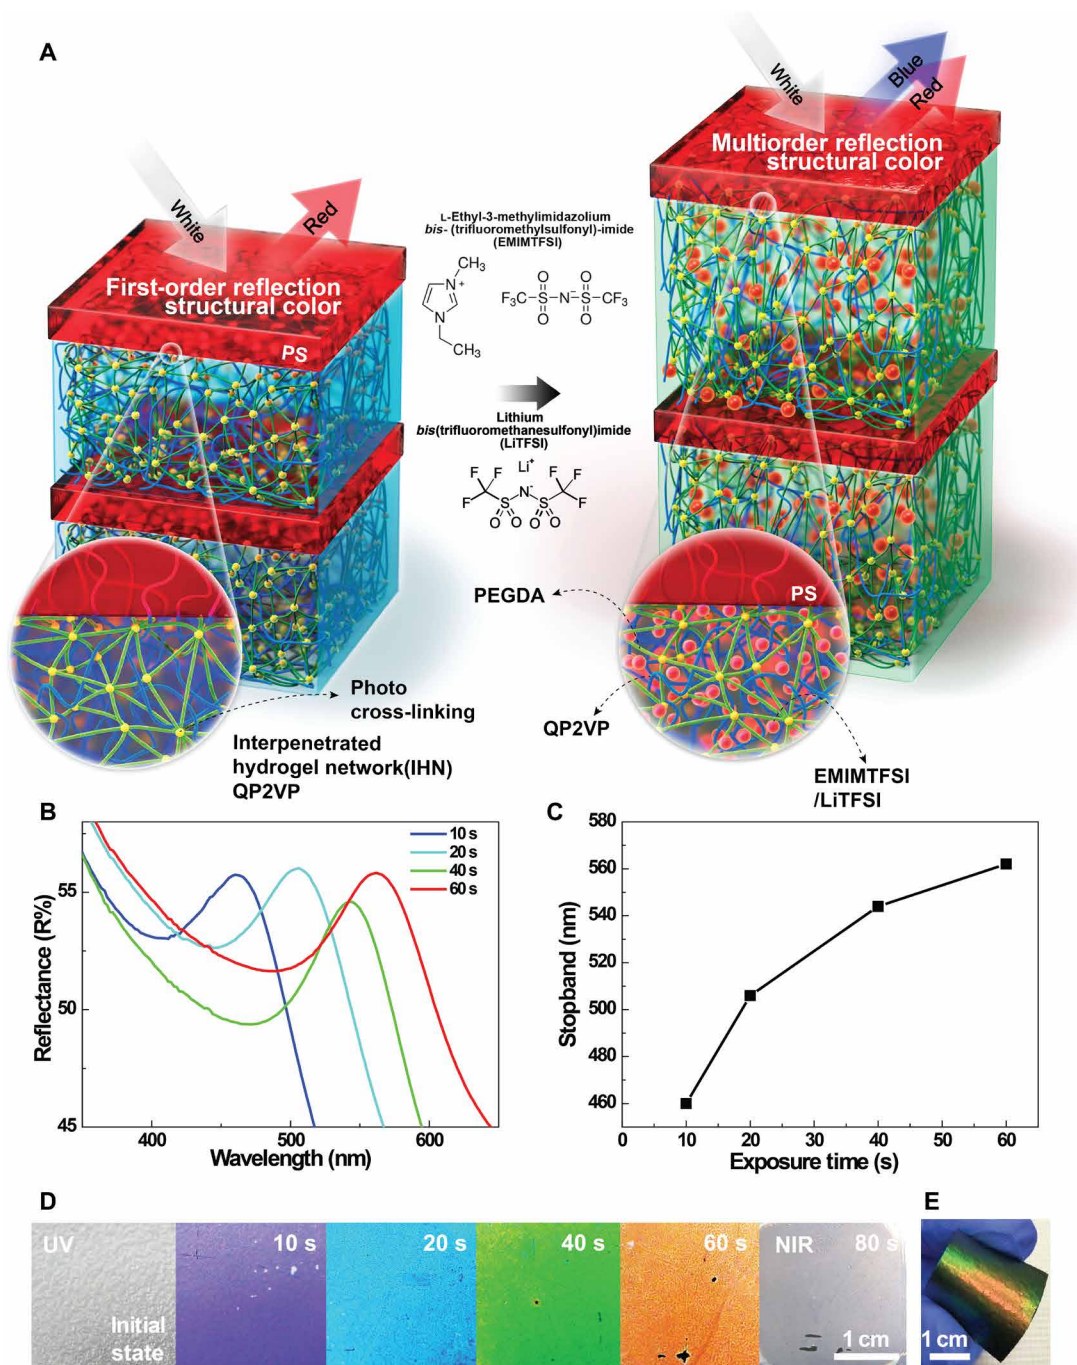 A
White
Red
First-order reflection
structural color
PS
L-Ethyl-3-methylimidazolium
bis- (trifluoromethylsulfonyl)-imide
(EMIMTFSI)
CH3
N
+
N
CH3
O O
F3C-S-N-S-CF3
-
O O
Lithium
bis(trifluoromethanesulfonyl)imide
(LiTFSI)
Li+
F F F F
F S N- S F
O O O O
White
Blue
Red
Multiorder reflection
structural color
PS
Photo
cross-linking
Interpenetrated
hydrogel network(IHN)
QP2VP
PEGDA
QP2VP
EMIMTFSI
/LiTFSI
B
Reflectance (R%)
55
50
45
400 500 600
Wavelength (nm)
10 s
20 s
40 s
60 s
C
Stopband (nm)
580
560
540
520
500
480
460
0 10 20 30 40 50 60
Exposure time (s)
D
UV
Initial
state
10 s
20 s
40 s
60 s
NIR 80 s
1 cm
E
1 cm